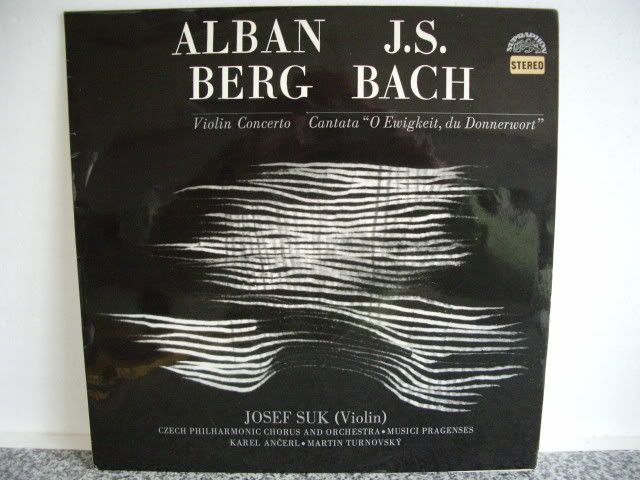 ALBAN
BERG
J.S.
BACH
SUPRAPHON
STEREO
Violin Concerto
Cantata "O Ewigkeit, du Donnerwort"
JOSEF SUK (Violin)
CZECH PHILHARMONIC CHORUS AND ORCHESTRA • MUSICI PRAGENSES
KAREL ANČERL • MARTIN TURNOVSKÝ